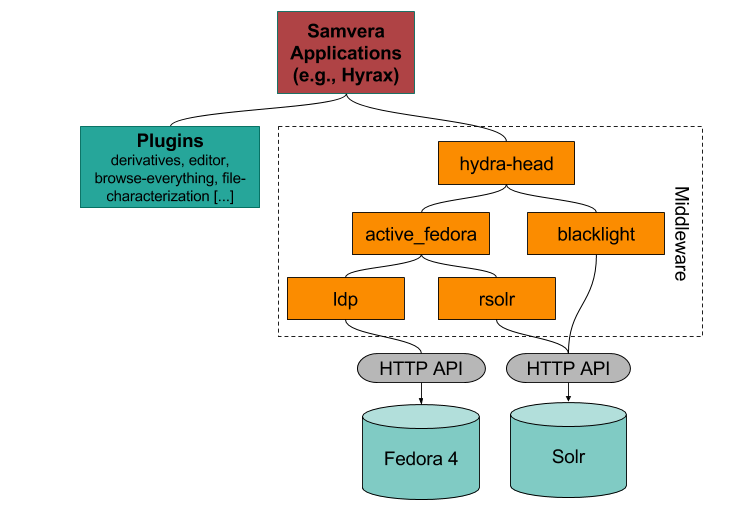 Samvera
Applications
(e.g., Hyrax)
Plugins
derivatives, editor,
browse-everything, file-
characterization [...]
hydra-head
active_fedora
blacklight
Middleware
ldp
rsolr
HTTP API
HTTP API
Fedora 4
Solr